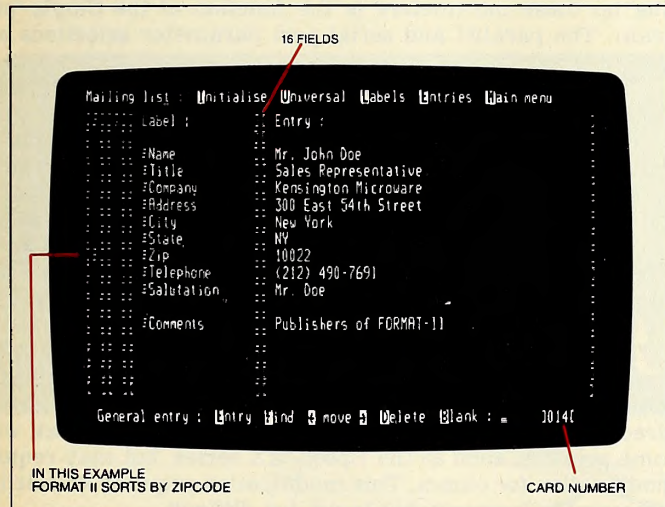 16 FIELDS
Mailing list : Initialise Universal Labels Entries Main menu
Label : Entry :
Name Mr. John Doe
Title Sales Representative
Company Kensington Microware
Address 300 East 54th Street
City New York
State NY
Zip 10022
Telephone (212) 490-7691
Salutation Mr. Doe
Comments Publishers of FORMAT-][
General entry : Entry Find move Delete Blank : ]014[
IN THIS EXAMPLE
FORMAT II SORTS BY ZIPCODE
CARD NUMBER